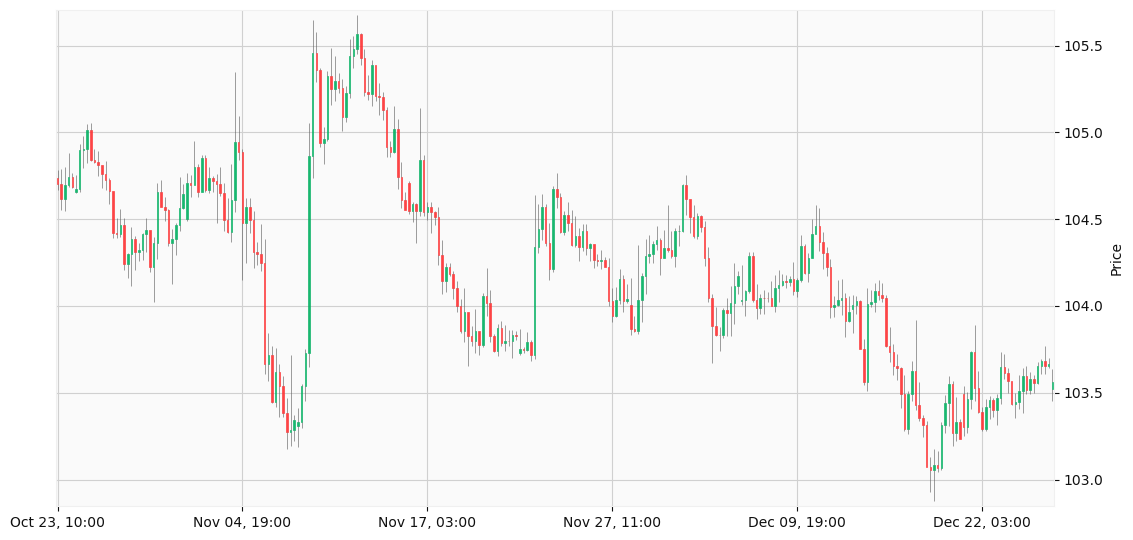 105.5
105.0
104.5
104.0
103.5
103.0
Price
Oct 23, 10:00
Nov 04, 19:00
Nov 17, 03:00
Nov 27, 11:00
Dec 09, 19:00
Dec 22, 03:00